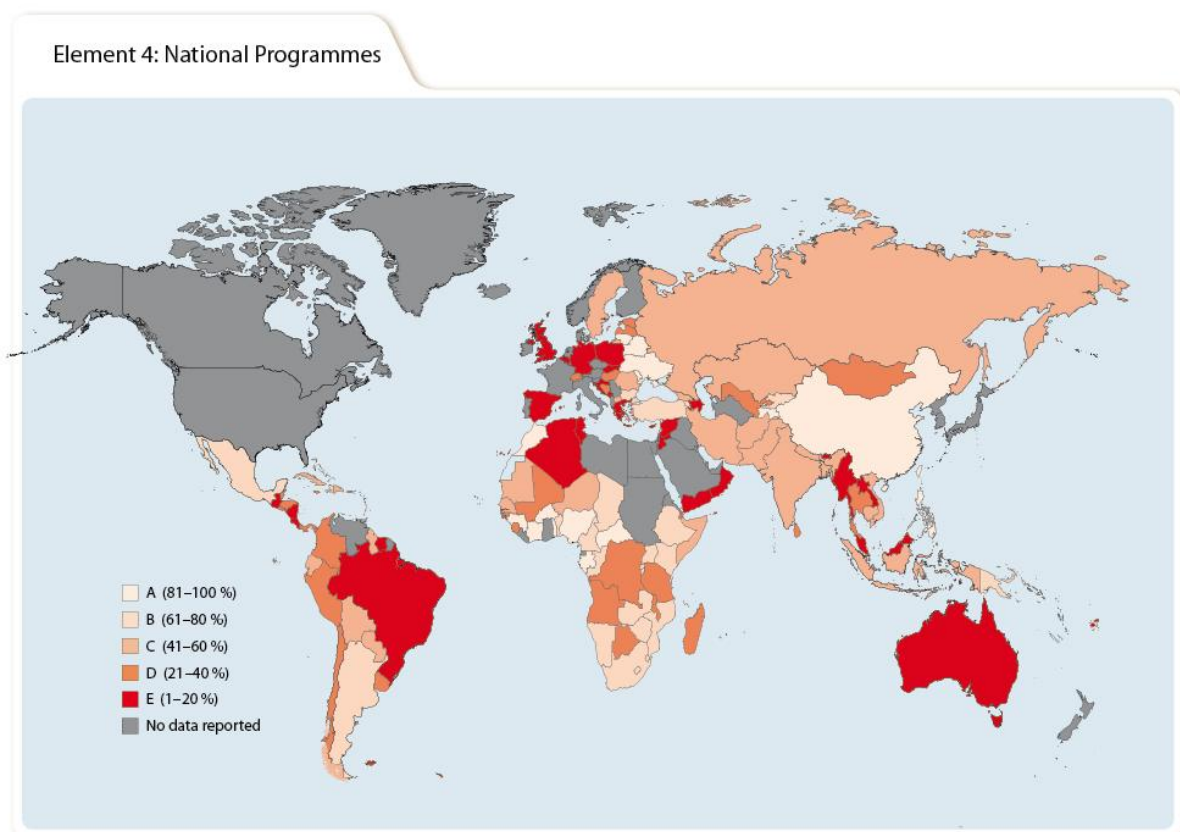 Element 4: National Programmes
A (81–100 %)
B (61–80 %)
C (41–60 %)
D (21–40 %)
E (1–20 %)
No data reported